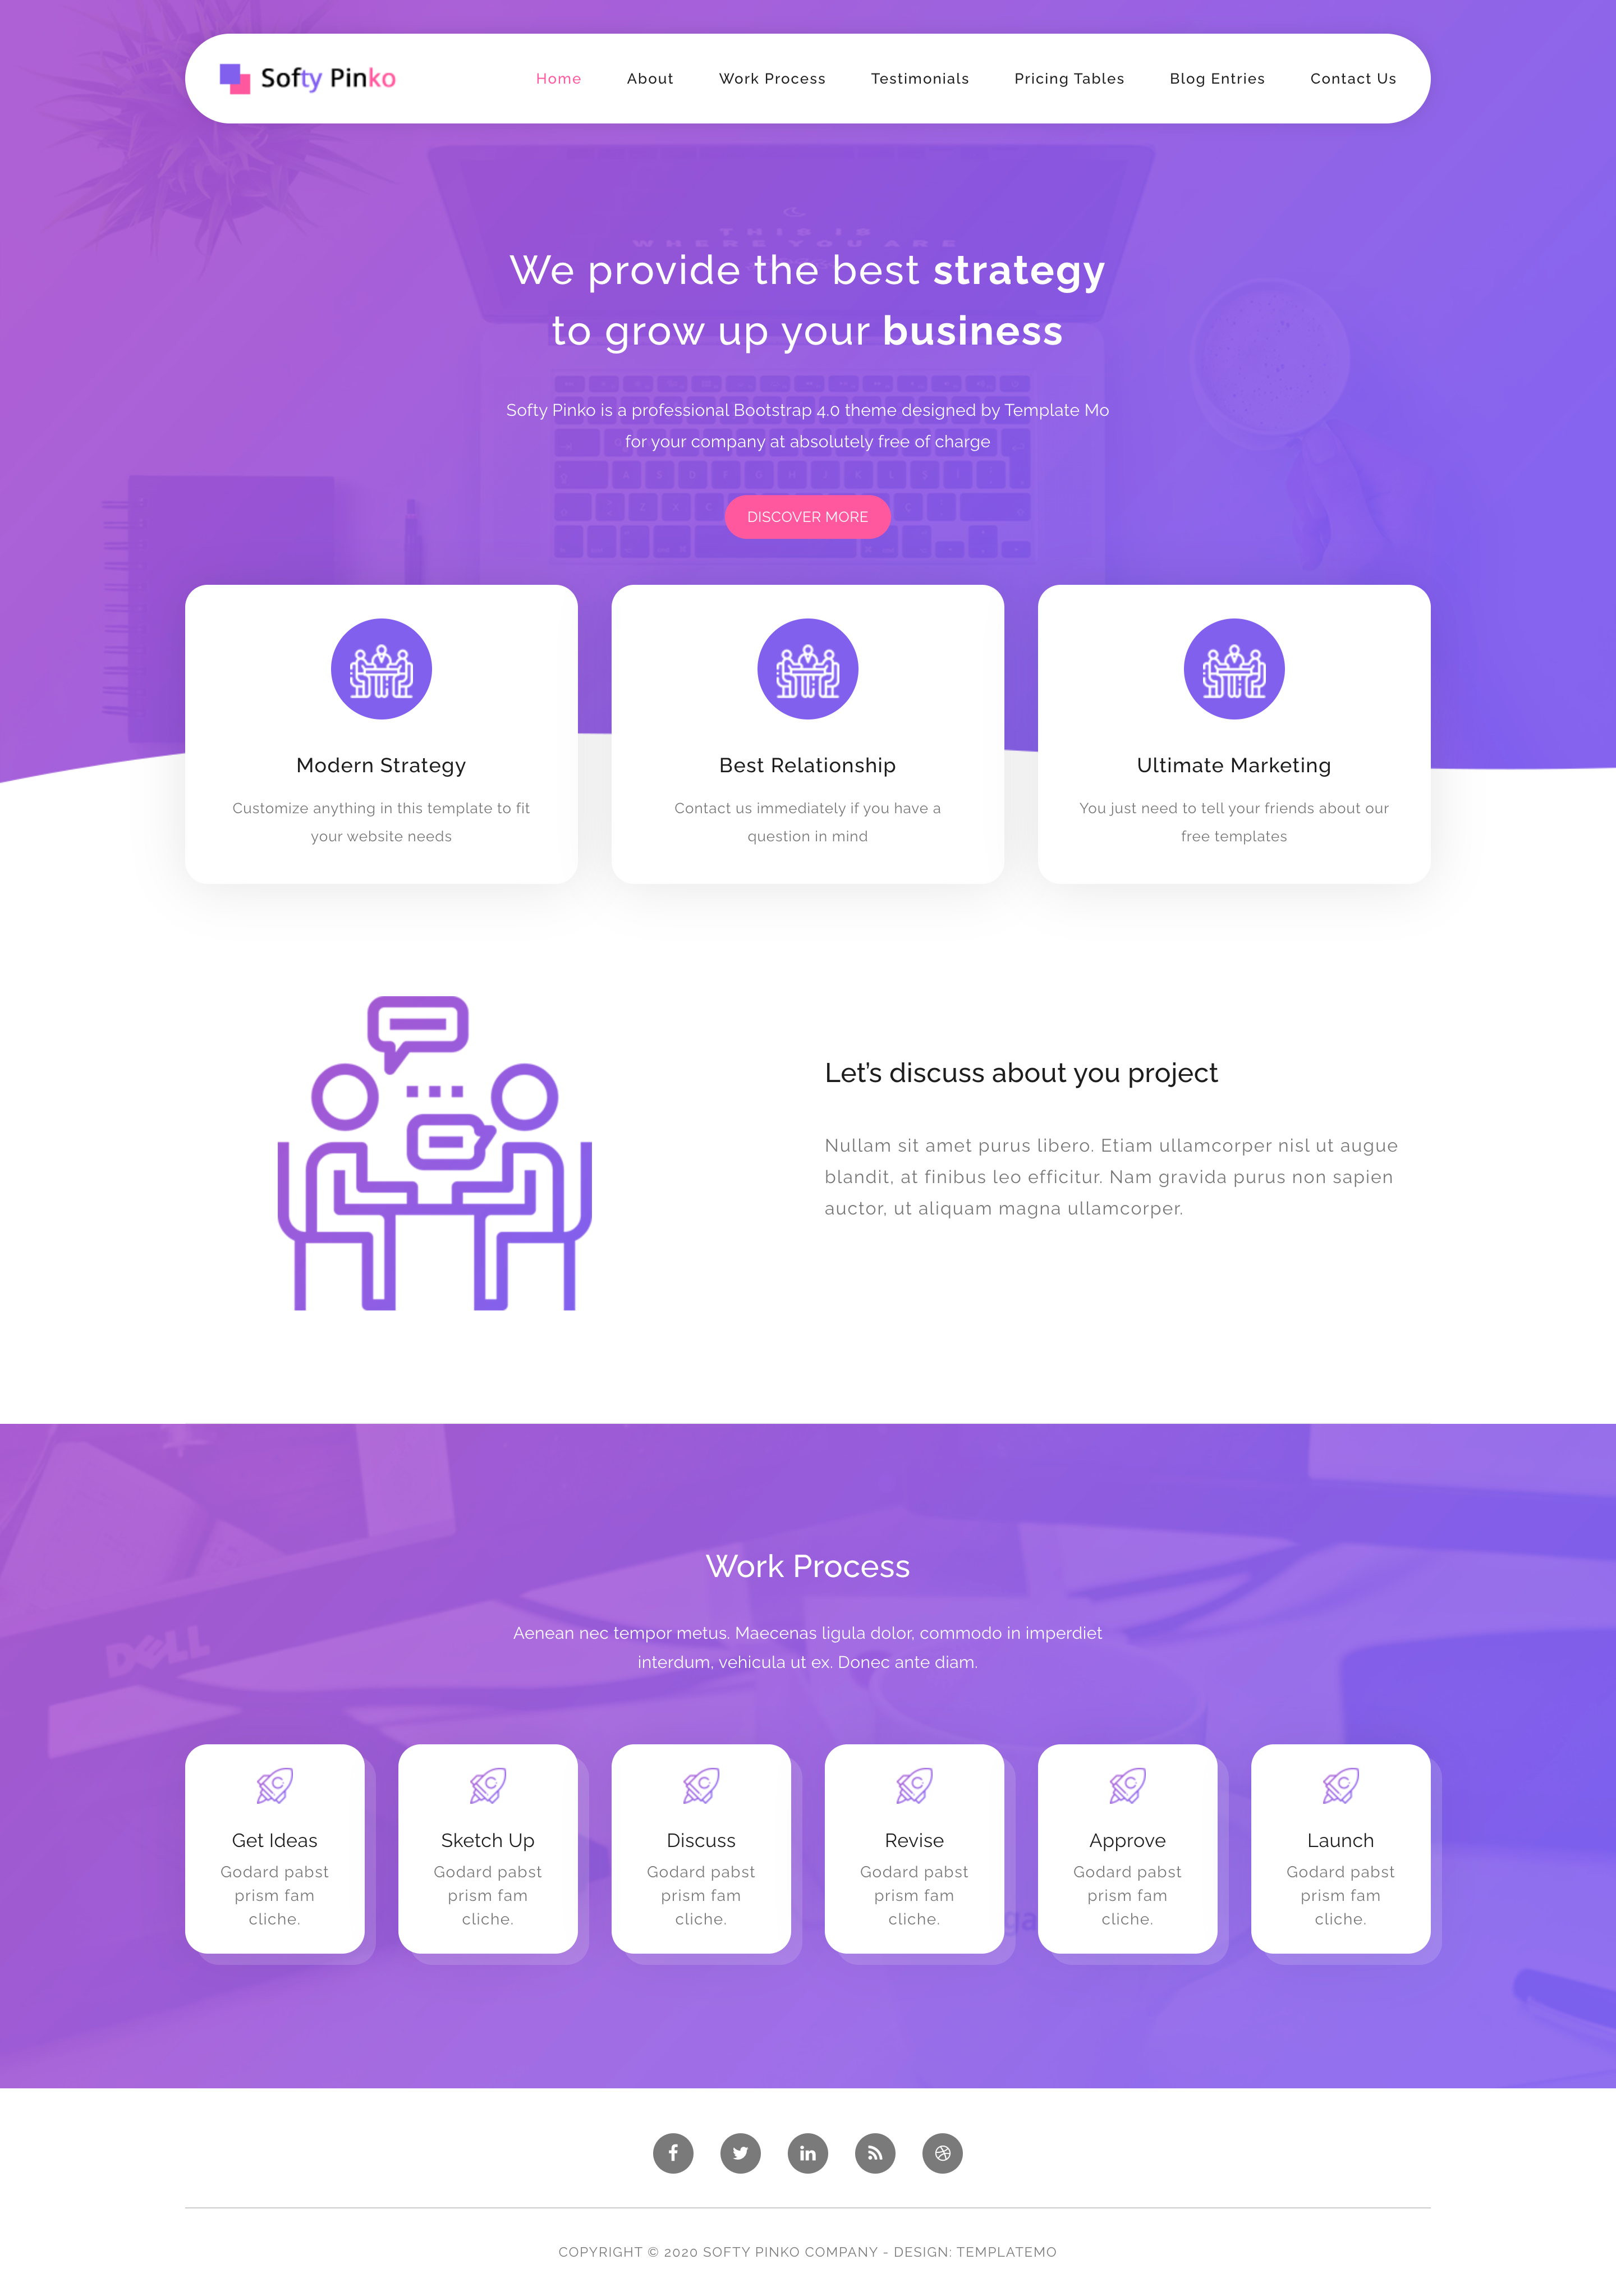 Softy Pinko
Home
About
Work Process
Testimonials
Pricing Tables
Blog Entries
Contact Us
THIS IS
WHERE YOU ARE
We provide the best strategy
to grow up your business
Softy Pinko is a professional Bootstrap 4.0 theme designed by Template Mo
for your company at absolutely free of charge
DISCOVER MORE
Modern Strategy
Customize anything in this template to fit
your website needs
Best Relationship
Contact us immediately if you have a
question in mind
Ultimate Marketing
You just need to tell your friends about our
free templates
Let's discuss about you project
Nullam sit amet purus libero. Etiam ullamcorper nisl ut augue
blandit, at finibus leo efficitur. Nam gravida purus non sapien
auctor, ut aliquam magna ullamcorper.
Work Process
Aenean nec tempor metus. Maecenas ligula dolor, commodo in imperdiet
interdum, vehicula ut ex. Donec ante diam.
DELL
Get Ideas
Godard pabst
prism fam
cliche.
Sketch Up
Godard pabst
prism fam
cliche.
Discuss
Godard pabst
prism fam
cliche.
Revise
Godard pabst
prism fam
cliche.
Approve
Godard pabst
prism fam
cliche.
Launch
Godard pabst
prism fam
cliche.
COPYRIGHT © 2020 SOFTY PINKO COMPANY - DESIGN: TEMPLATEMO